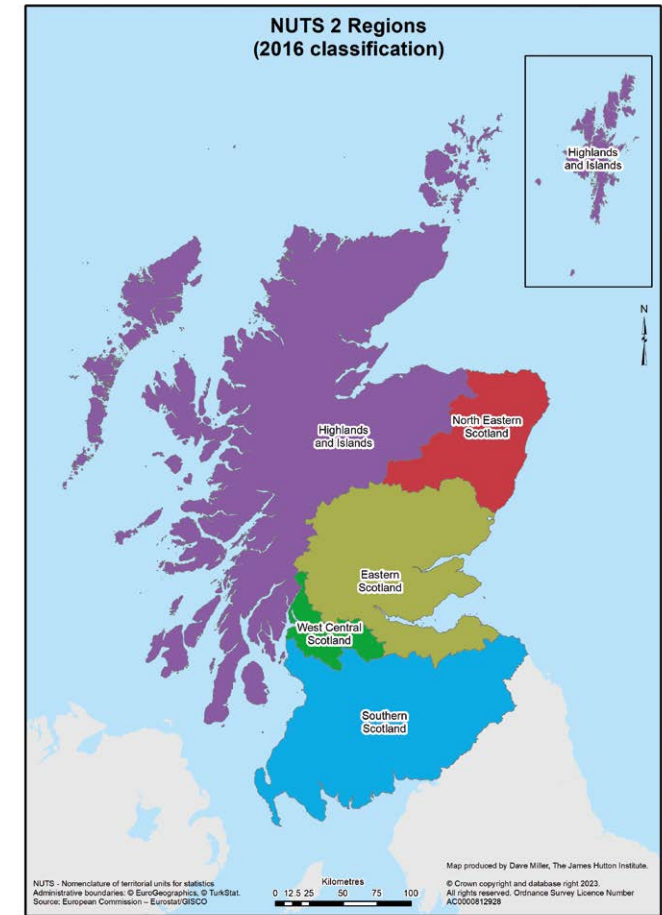 NUTS 2 Regions
(2016 classification)
Highlands
and Islands
N
Highlands
and Islands
North Eastern
Scotland
Eastern
Scotland
West Central
Scotland
Southern
Scotland
Map produced by Dave Miller, The James Hutton Institute.
NUTS - Nomenclature of territorial units for statistics
Administrative boundaries: © EuroGeographics, © TurkStat.
Source: European Commission – Eurostat/GISCO
Kilometres
0 12.5 25 50 75 100
© Crown copyright and database right 2023.
All rights reserved. Ordnance Survey Licence Number
AC0000812928